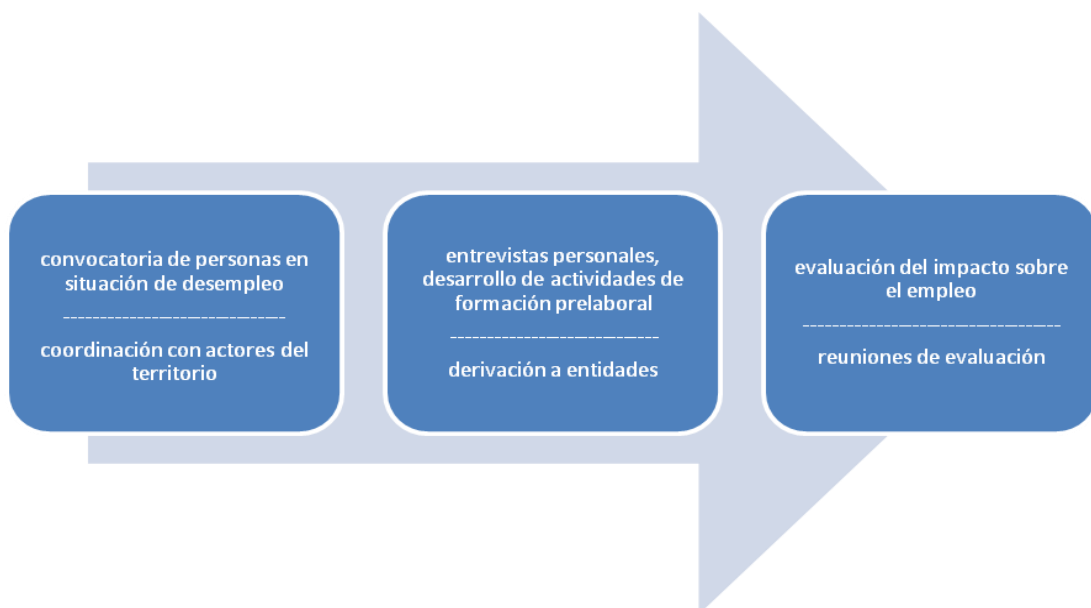 convocatoria de personas en
situación de desempleo
------------------------------
coordinación con actores del
territorio
entrevistas personales,
desarrollo de actividades de
formación prelaboral
----------------------------
derivación a entidades
evaluación del impacto sobre
el empleo
-----------------------------------
reuniones de evaluación